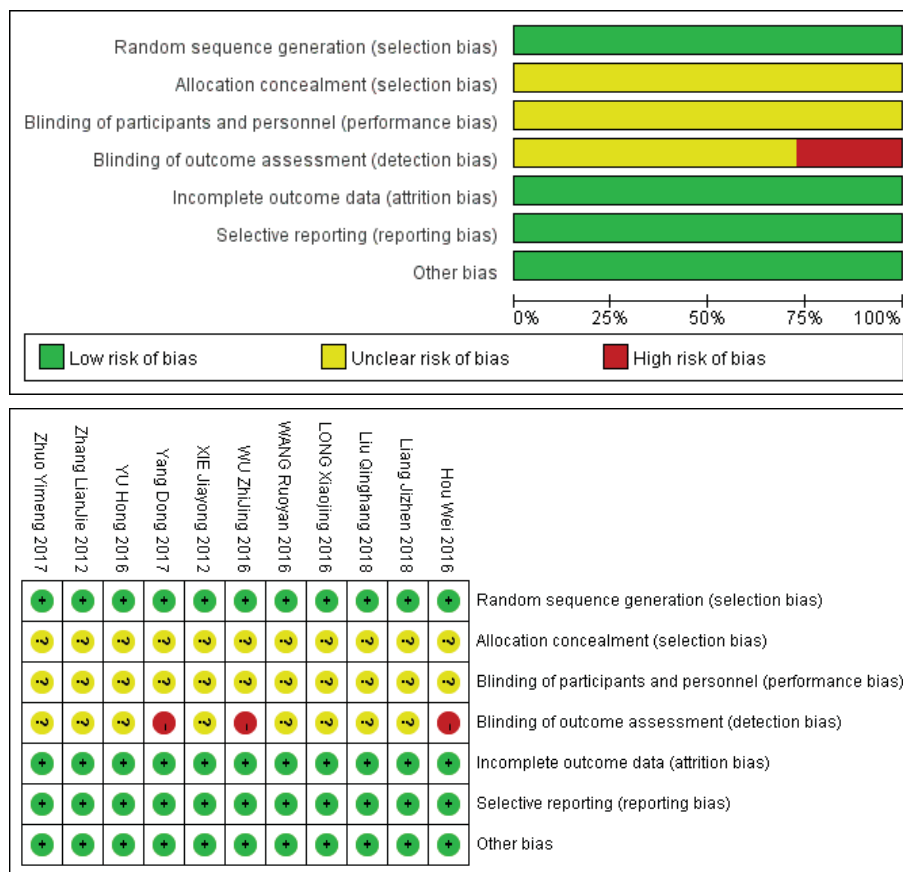 Random sequence generation (selection bias)
Allocation concealment (selection bias)
Blinding of participants and personnel (performance bias)
Blinding of outcome assessment (detection bias)
Incomplete outcome data (attrition bias)
Selective reporting (reporting bias)
Other bias
0% 25% 50% 75% 100%
Low risk of bias Unclear risk of bias High risk of bias
Zhuo Yimeng 2017
Zhang LianJie 2012
YU Hong 2016
Yang Dong 2017
XIE Jiayong 2012
WU ZhiJing 2016
WANG Ruoyan 2016
LONG Xiaojing 2016
Liu Qinghang 2018
Liang Jizhen 2018
Hou Wei 2016
+ + + + + + + + + + + Random sequence generation (selection bias)
? ? ? ? ? ? ? ? ? ? ? Allocation concealment (selection bias)
? ? ? ? ? ? ? ? ? ? ? Blinding of participants and personnel (performance bias)
? ? ? - ? - ? ? ? ? - Blinding of outcome assessment (detection bias)
+ + + + + + + + + + + Incomplete outcome data (attrition bias)
+ + + + + + + + + + + Selective reporting (reporting bias)
+ + + + + + + + + + + Other bias